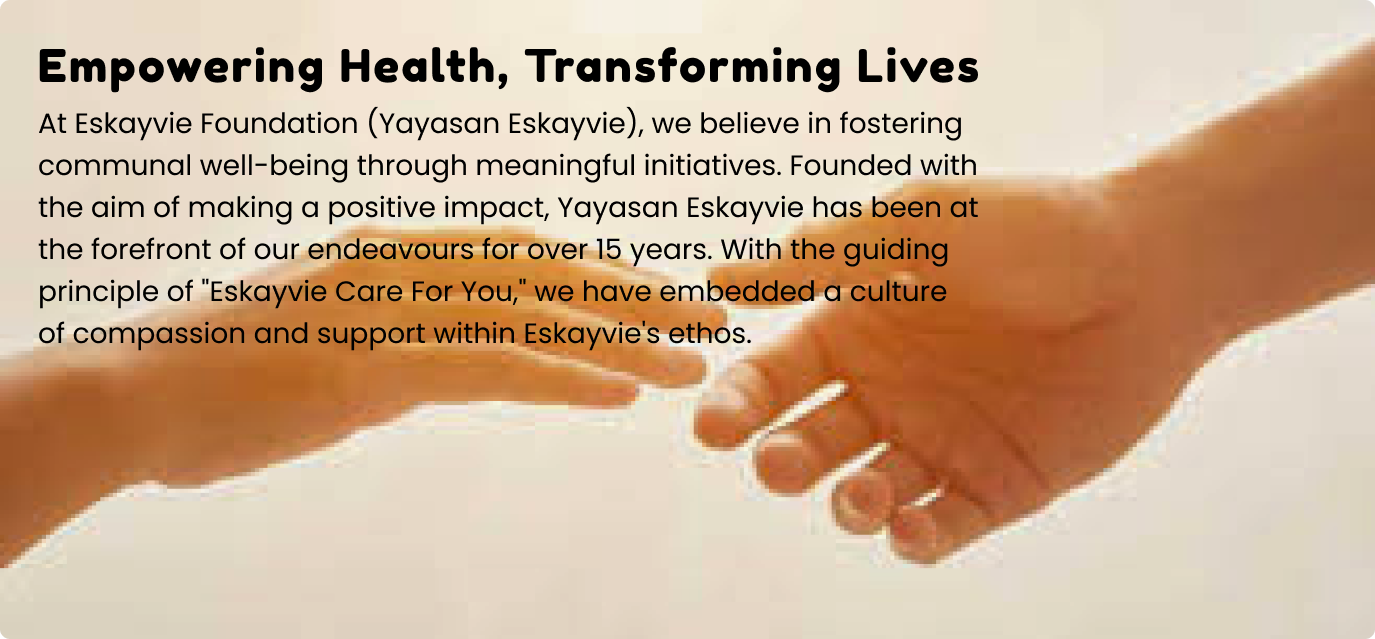 Empowering Health, Transforming Lives
At Eskayvie Foundation (Yayasan Eskayvie), we believe in fostering
communal well-being through meaningful initiatives. Founded with
the aim of making a positive impact, Yayasan Eskayvie has been at
the forefront of our endeavours for over 15 years. With the guiding
principle of "Eskayvie Care For You," we have embedded a culture
of compassion and support within Eskayvie's ethos.